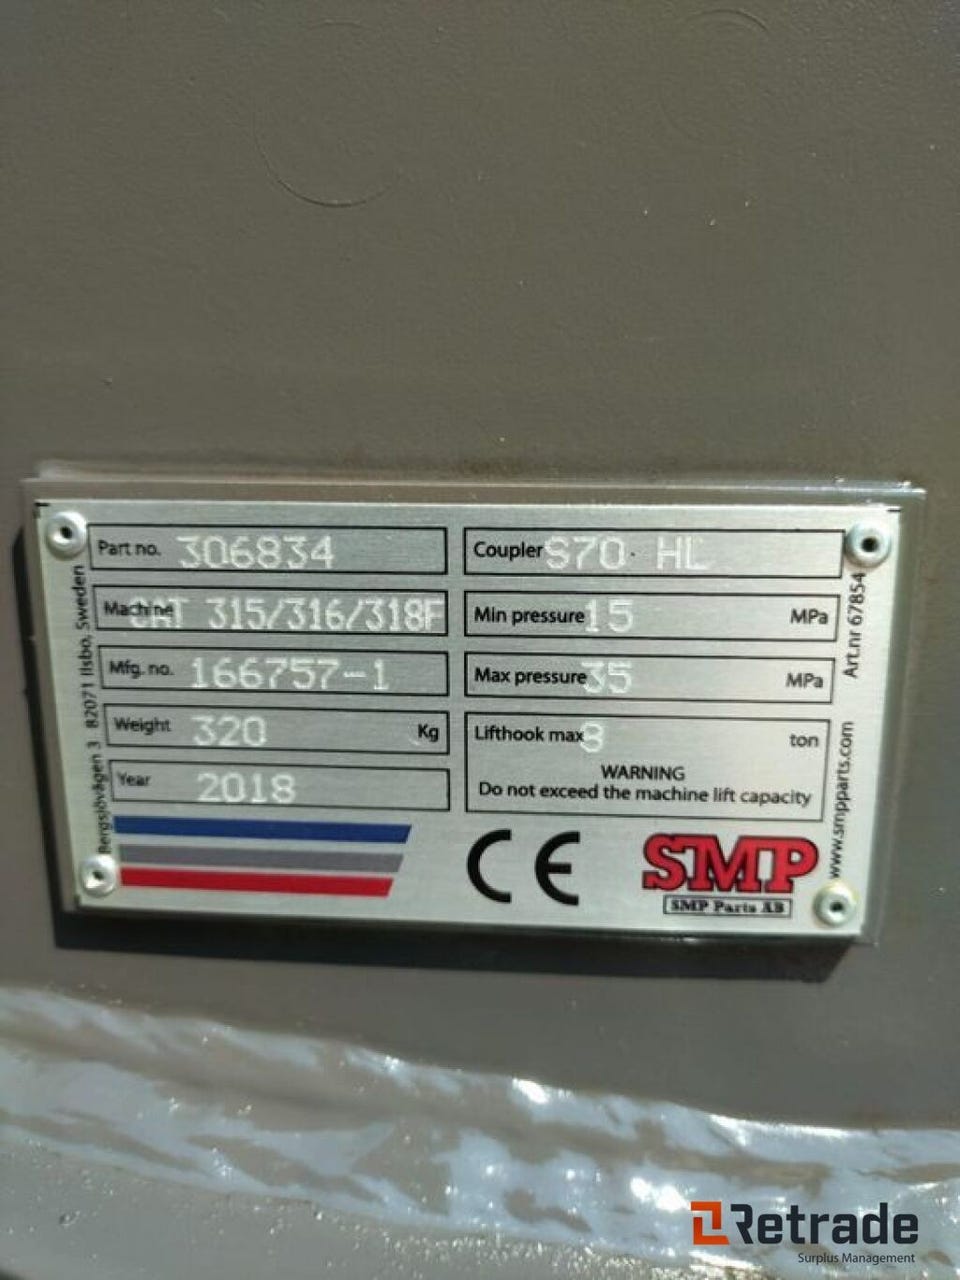 Part no. 306834
Machine CAT 315/316/318F
Mfg. no. 166757-1
Weight 320 Kg
Year 2018
Coupler S70 HL
Min pressure 15 MPa
Max pressure 35 MPa
Lifthook max 8 ton
WARNING
Do not exceed the machine lift capacity
CE
SMP
SMP Parts AB
Bergsjövägen 3 82071 Ilsbo, Sweden
Art.nr 67854
www.smpparts.com
Retrade
Surplus Management